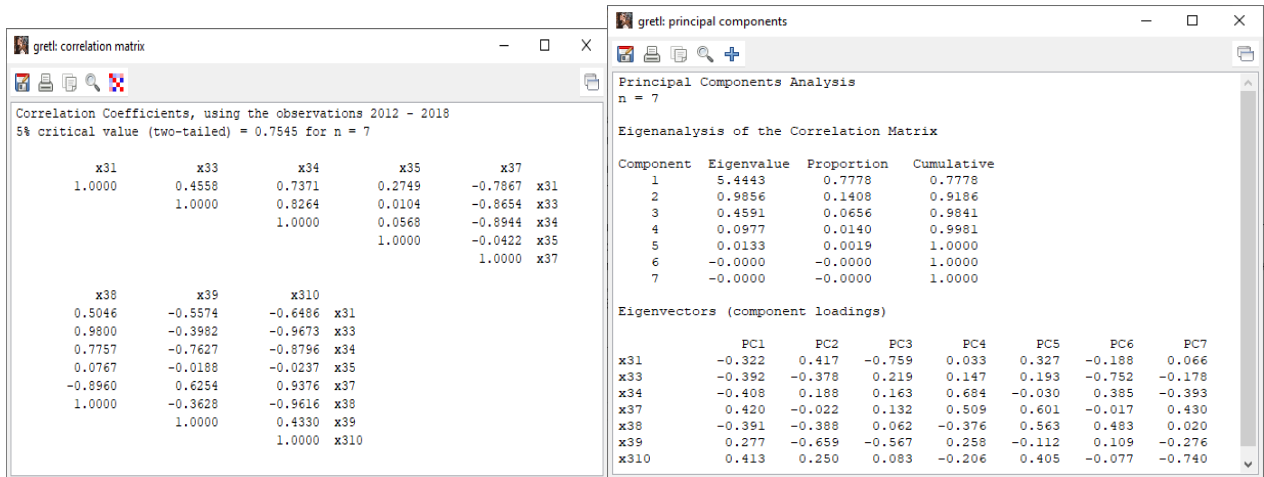 gretl: correlation matrix
Correlation Coefficients, using the observations 2012 - 2018
5% critical value (two-tailed) = 0.7545 for n = 7
x31 x33 x34 x35 x37
1.0000 0.4558 0.7371 0.2749 -0.7867 x31
1.0000 0.8264 0.0104 -0.8654 x33
1.0000 0.0568 -0.8944 x34
1.0000 -0.0422 x35
1.0000 x37
x38 x39 x310
0.5046 -0.5574 -0.6486 x31
0.9800 -0.3982 -0.9673 x33
0.7757 -0.7627 -0.8796 x34
0.0767 -0.0188 -0.0237 x35
-0.8960 0.6254 0.9376 x37
1.0000 -0.3628 -0.9616 x38
1.0000 0.4330 x39
1.0000 x310
gretl: principal components
Principal Components Analysis
n = 7
Eigenanalysis of the Correlation Matrix
Component Eigenvalue Proportion Cumulative
1 5.4443 0.7778 0.7778
2 0.9856 0.1408 0.9186
3 0.4591 0.0656 0.9841
4 0.0977 0.0140 0.9981
5 0.0133 0.0019 1.0000
6 -0.0000 -0.0000 1.0000
7 -0.0000 -0.0000 1.0000
Eigenvectors (component loadings)
PC1 PC2 PC3 PC4 PC5 PC6 PC7
x31 -0.322 0.417 -0.759 0.033 0.327 -0.188 0.066
x33 -0.392 -0.378 0.219 0.147 0.193 -0.752 -0.178
x34 -0.408 0.188 0.163 0.684 -0.030 0.385 -0.393
x37 0.420 -0.022 0.132 0.509 0.601 -0.017 0.430
x38 -0.391 -0.388 0.062 -0.376 0.563 0.483 0.020
x39 0.277 -0.659 -0.567 0.258 -0.112 0.109 -0.276
x310 0.413 0.250 0.083 -0.206 0.405 -0.077 -0.740